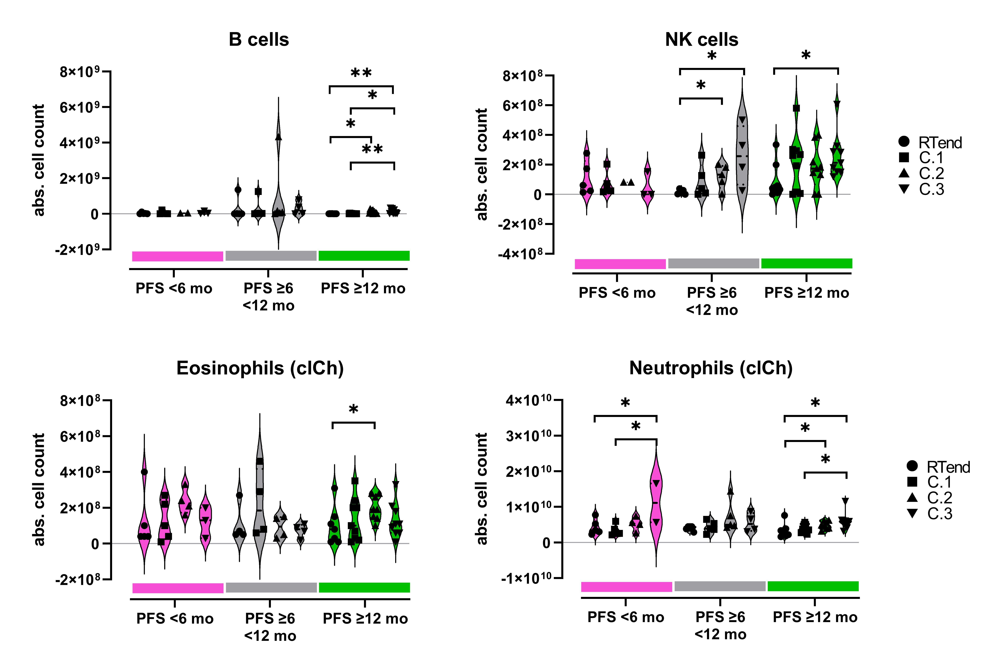 B cells
8×10⁹
6×10⁹
4×10⁹
2×10⁹
0
-2×10⁹
abs. cell count
**
*
*
**
PFS <6 mo
PFS ≥6
<12 mo
PFS ≥12 mo
NK cells
8×10⁸
6×10⁸
4×10⁸
2×10⁸
0
-2×10⁸
-4×10⁸
abs. cell count
*
*
*
PFS <6 mo
PFS ≥6
<12 mo
PFS ≥12 mo
RTend
C.1
C.2
C.3
Eosinophils (clCh)
8×10⁸
6×10⁸
4×10⁸
2×10⁸
0
-2×10⁸
abs. cell count
*
PFS <6 mo
PFS ≥6
<12 mo
PFS ≥12 mo
Neutrophils (clCh)
4×10¹⁰
3×10¹⁰
2×10¹⁰
1×10¹⁰
0
-1×10¹⁰
abs. cell count
*
*
*
*
*
PFS <6 mo
PFS ≥6
<12 mo
PFS ≥12 mo
RTend
C.1
C.2
C.3